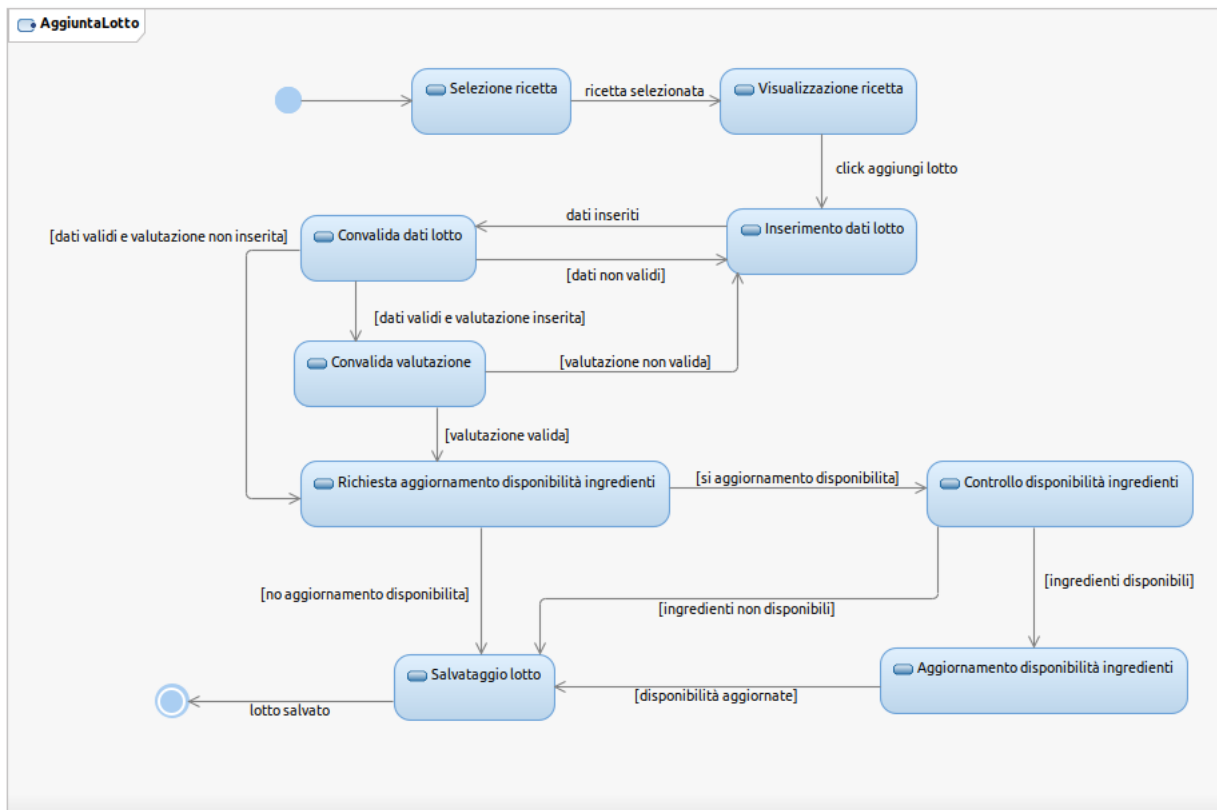 AggiuntaLotto
Selezione ricetta
ricetta selezionata
Visualizzazione ricetta
click aggiungi lotto
dati inseriti
Inserimento dati lotto
Convalida dati lotto
[dati validi e valutazione non inserita]
[dati non validi]
[dati validi e valutazione inserita]
Convalida valutazione
[valutazione non valida]
[valutazione valida]
Richiesta aggiornamento disponibilità ingredienti
[si aggiornamento disponibilita]
Controllo disponibilità ingredienti
[ingredienti disponibili]
[no aggiornamento disponibilita]
[ingredienti non disponibili]
Salvataggio lotto
Aggiornamento disponibilità ingredienti
[disponibilità aggiornate]
lotto salvato